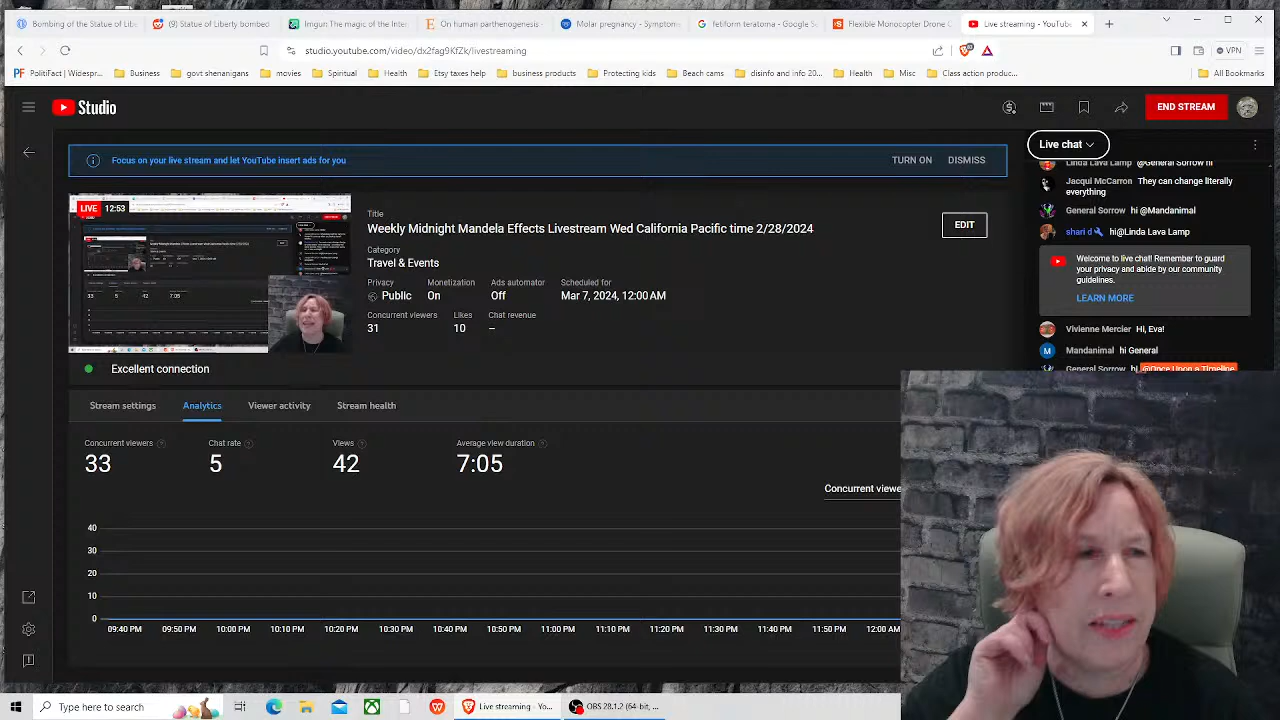 Bombing of the Statue of Lib
(9) Statue of Liberty bombed
Imgur: The magic of the Inter
On human parthenogenesis
Molar pregnancy - Symptom
fetiform teratoma - Google S
Flexible Monocopter Drone C
Live streaming - YouTube
studio.youtube.com/video/dx2fag9KfZk/livestreaming
VPN
PolitiFact | Widespr...
Business
govt shenanigans
movies
Spiritual
Health
Etsy taxes help
business products
Protecting kids
Beach cams
disinfo and info 20...
Health
Misc
Class action produc...
All Bookmarks
Studio
END STREAM
Focus on your live stream and let YouTube insert ads for you
TURN ON
DISMISS
Live chat
LIVE
12:53
Title
Weekly Midnight Mandela Effects Livestream Wed California Pacific time 2/28/2024
EDIT
Category
Travel & Events
Privacy
Public
Monetization
On
Ads automator
Off
Scheduled for
Mar 7, 2024, 12:00 AM
Concurrent viewers
31
Likes
10
Chat revenue
–
Excellent connection
Linda Lava Lamp @General Sorrow hi
Jacqui McCarron They can change literally
everything
General Sorrow hi @Mandanimal
shari d hi@Linda Lava Lamp
Welcome to live chat! Remember to guard
your privacy and abide by our community
guidelines.
LEARN MORE
Vivienne Mercier Hi, Eva!
M Mandanimal hi General
General Sorrow hi @Once Upon a Timeline
Stream settings
Analytics
Viewer activity
Stream health
Concurrent viewers
33
Chat rate
5
Views
42
Average view duration
7:05
Concurrent viewe
40
30
20
10
0
09:40 PM
09:50 PM
10:00 PM
10:10 PM
10:20 PM
10:30 PM
10:40 PM
10:50 PM
11:00 PM
11:10 PM
11:20 PM
11:30 PM
11:40 PM
11:50 PM
12:00 AM
Type here to search
Live streaming - Yo...
OBS 28.1.2 (64-bit, ...